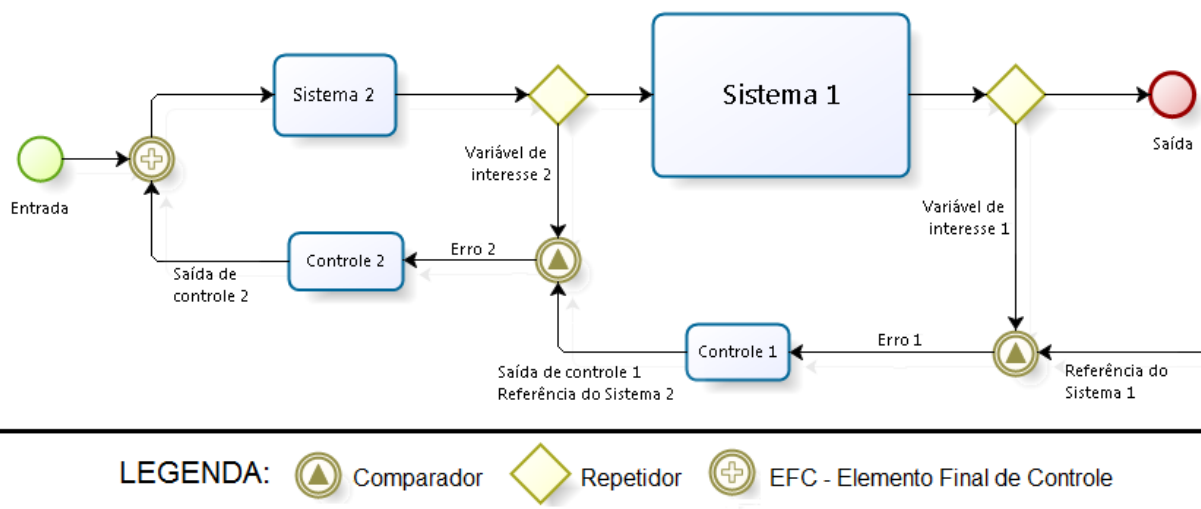 Sistema 2
Sistema 1
Entrada
Saída
Variável de
interesse 2
Variável de
interesse 1
Saída de
controle 2
Controle 2
Erro 2
Saída de controle 1
Referência do Sistema 2
Controle 1
Erro 1
Referência do
Sistema 1
LEGENDA:
Comparador
Repetidor
EFC - Elemento Final de Controle